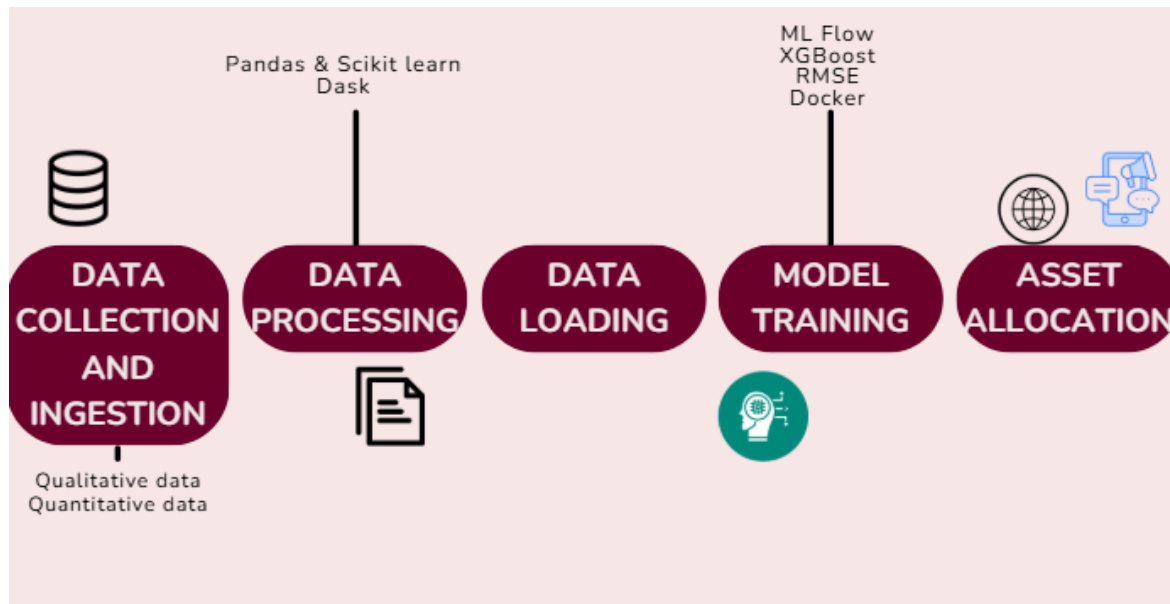 Pandas & Scikit learn
Dask
ML Flow
XGBoost
RMSE
Docker
DATA
COLLECTION
AND
INGESTION
DATA
PROCESSING
DATA
LOADING
MODEL
TRAINING
ASSET
ALLOCATION
Qualitative data
Quantitative data